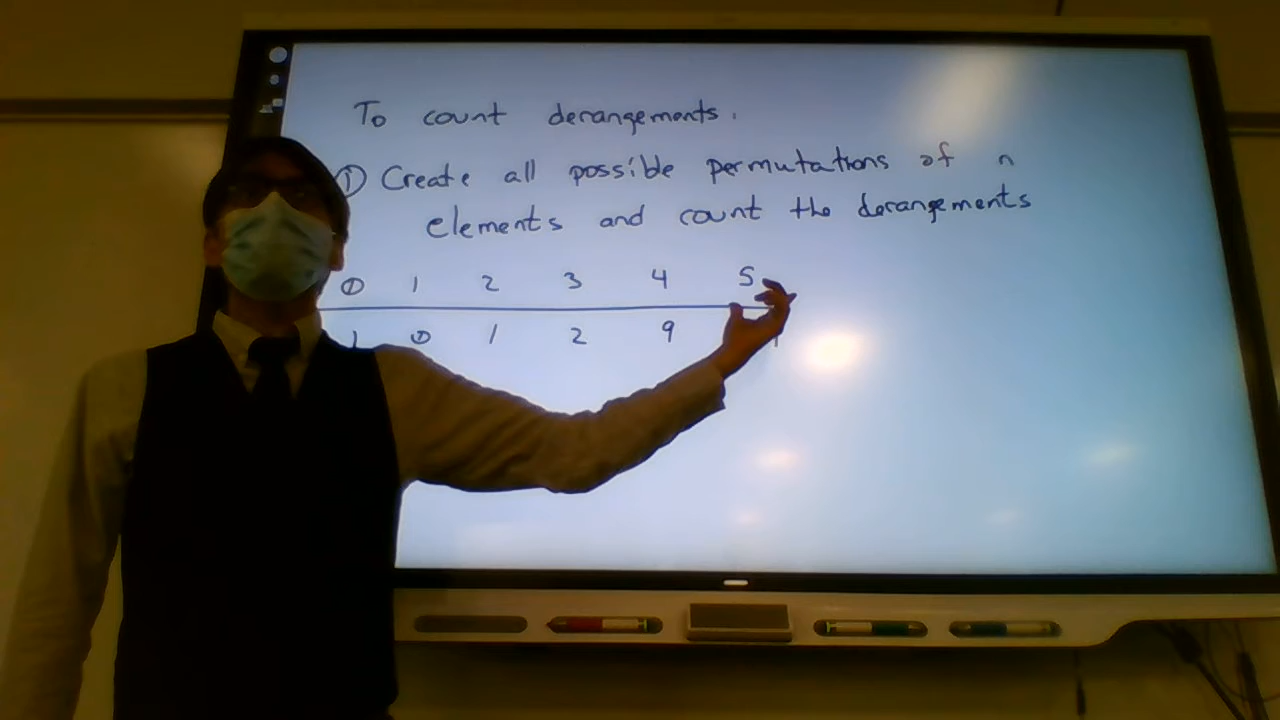 To count derangements.
① Create all possible permutations of n
elements and count the derangements
0 1 2 3 4 5
1 0 1 2 9